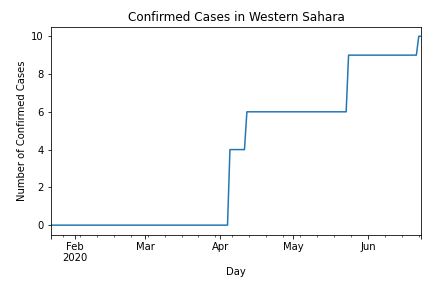 Confirmed Cases in Western Sahara
Number of Confirmed Cases
10
8
6
4
2
0
Feb
2020
Mar
Apr
May
Jun
Day